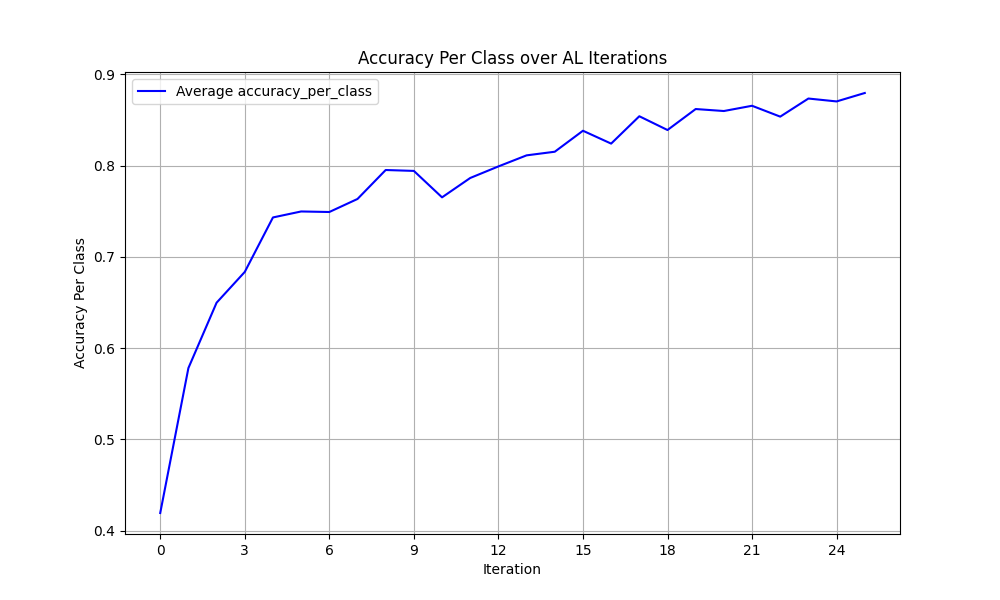 Accuracy Per Class over AL Iterations
Average accuracy_per_class
Accuracy Per Class
0.9
0.8
0.7
0.6
0.5
0.4
0 3 6 9 12 15 18 21 24
Iteration